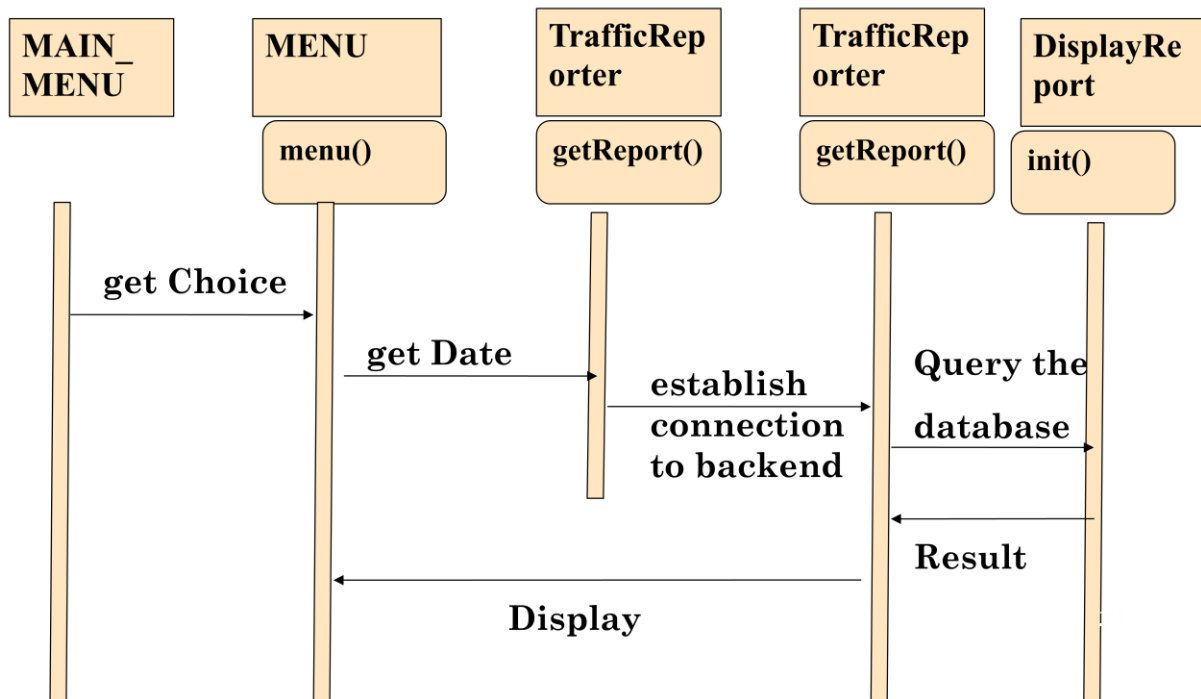 MAIN_
MENU
MENU
TrafficRep
orter
TrafficRep
orter
DisplayRe
port
menu()
getReport()
getReport()
init()
get Choice
get Date
establish
connection
to backend
Query the
database
Result
Display